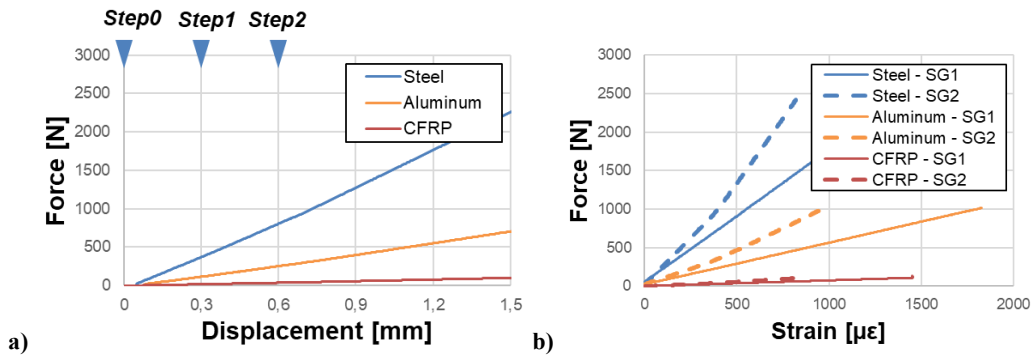 Step0 Step1 Step2
3000
2500
2000
1500
1000
500
0
Force [N]
0 0,3 0,6 0,9 1,2 1,5
Displacement [mm]
Steel
Aluminum
CFRP
a)
3000
2500
2000
1500
1000
500
0
Force [N]
0 500 1000 1500 2000
Strain [με]
Steel - SG1
Steel - SG2
Aluminum - SG1
Aluminum - SG2
CFRP - SG1
CFRP - SG2
b)